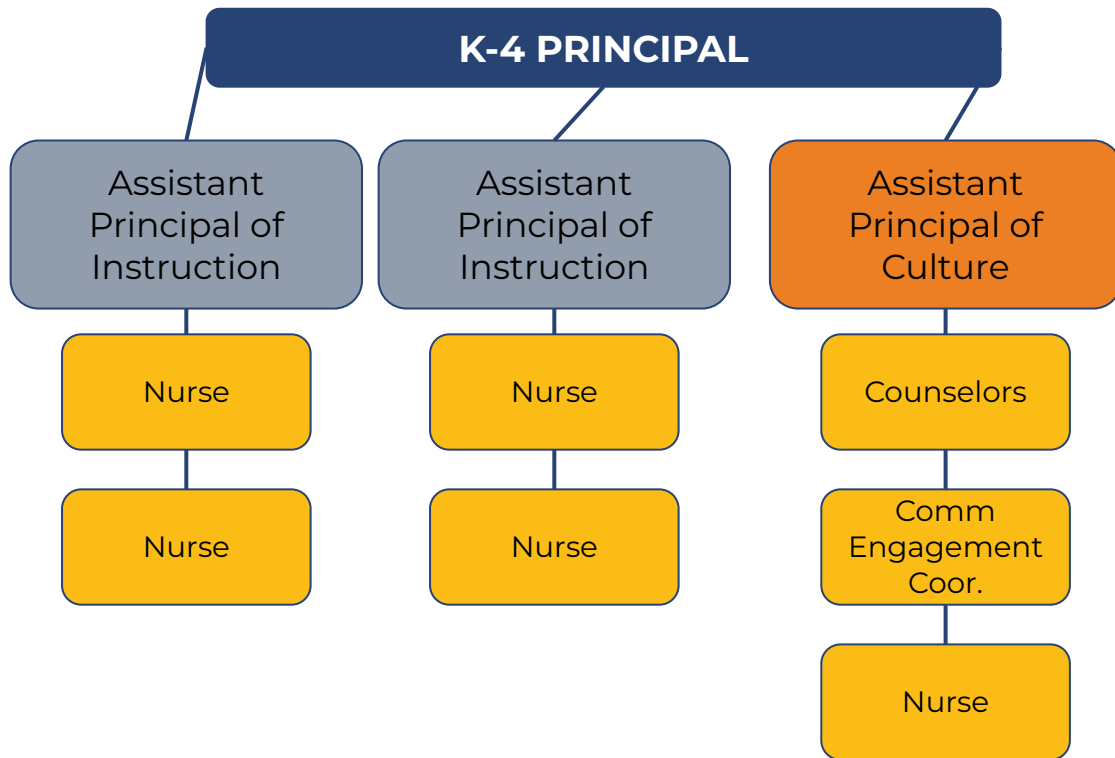 K-4 PRINCIPAL
Assistant
Principal of
Instruction
Assistant
Principal of
Instruction
Assistant
Principal of
Culture
Nurse
Nurse
Counselors
Nurse
Nurse
Comm
Engagement
Coor.
Nurse